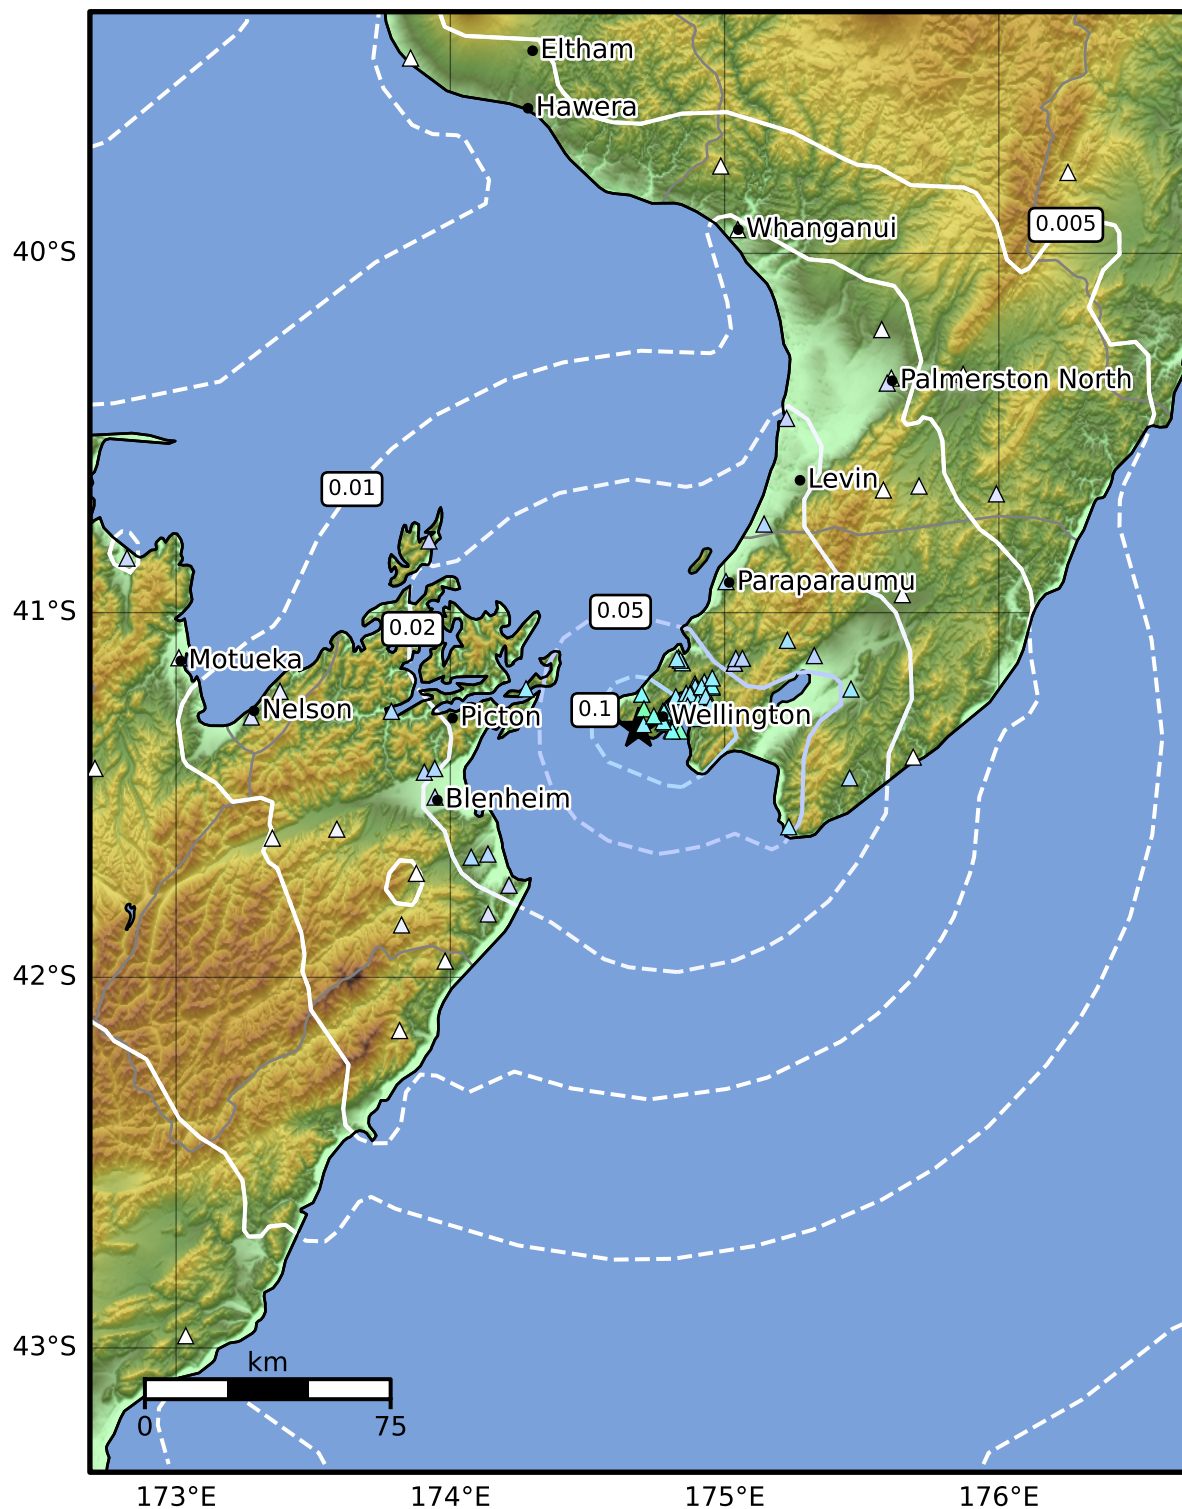 Eltham
Hawera
Whanganui
0.005
40°S
Palmerston North
Levin
0.01
Paraparaumu
41°S
0.05
0.02
Motueka
Nelson
Picton
0.1
Wellington
Blenheim
42°S
43°S
km
0
75
173°E
174°E
175°E
176°E